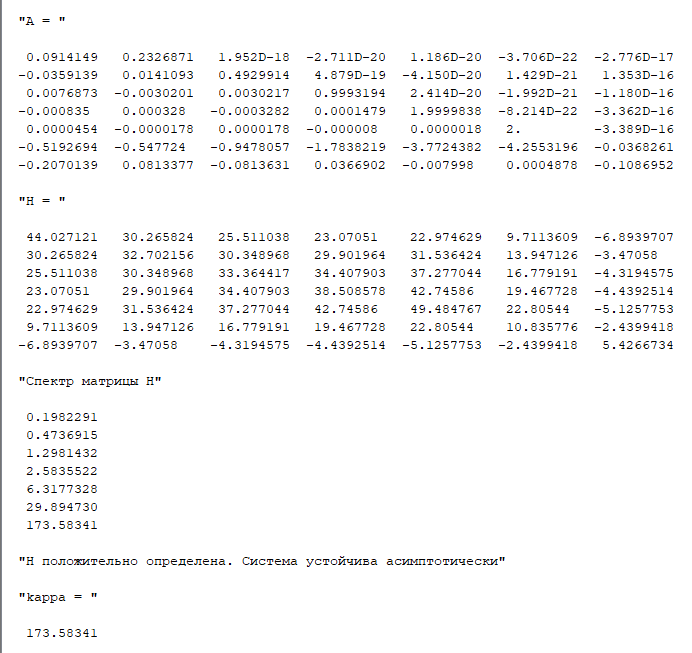 "A = "
0.0914149 0.2326871 1.952D-18 -2.711D-20 1.186D-20 -3.706D-22 -2.776D-17
-0.0359139 0.0141093 0.4929914 4.879D-19 -4.150D-20 1.429D-21 1.353D-16
0.0076873 -0.0030201 0.0030217 0.9993194 2.414D-20 -1.992D-21 -1.180D-16
-0.000835 0.000328 -0.0003282 0.0001479 1.9999838 -8.214D-22 -3.362D-16
0.0000454 -0.0000178 0.0000178 -0.000008 0.0000018 2. -3.389D-16
-0.5192694 -0.547724 -0.9478057 -1.7838219 -3.7724382 -4.2553196 -0.0368261
-0.2070139 0.0813377 -0.0813631 0.0366902 -0.007998 0.0004878 -0.1086952
"H = "
44.027121 30.265824 25.511038 23.07051 22.974629 9.7113609 -6.8939707
30.265824 32.702156 30.348968 29.901964 31.536424 13.947126 -3.47058
25.511038 30.348968 33.364417 34.407903 37.277044 16.779191 -4.3194575
23.07051 29.901964 34.407903 38.508578 42.74586 19.467728 -4.4392514
22.974629 31.536424 37.277044 42.74586 49.484767 22.80544 -5.1257753
9.7113609 13.947126 16.779191 19.467728 22.80544 10.835776 -2.4399418
-6.8939707 -3.47058 -4.3194575 -4.4392514 -5.1257753 -2.4399418 5.4266734
"Спектр матрицы H"
0.1982291
0.4736915
1.2981432
2.5835522
6.3177328
29.894730
173.58341
"H положительно определена. Система устойчива асимптотически"
"kappa = "
173.58341